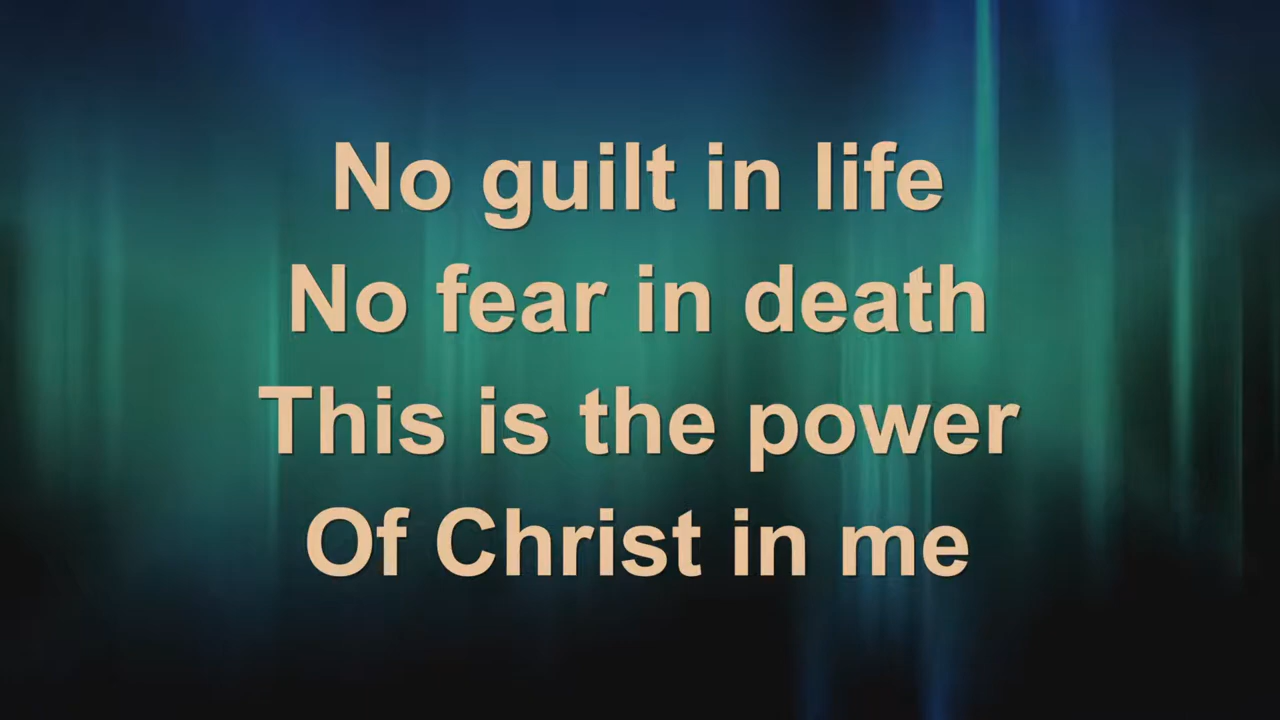 No guilt in life
No fear in death
This is the power
Of Christ in me